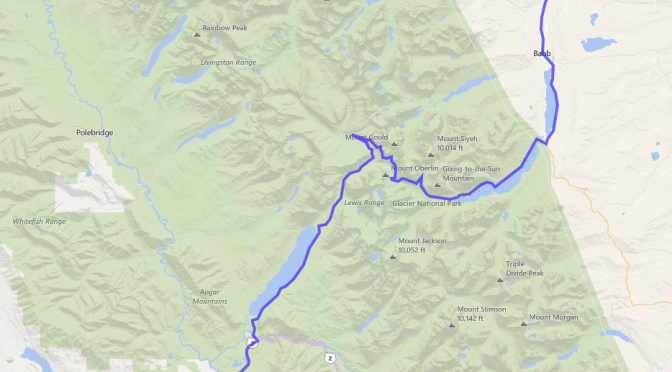 Rainbow Peak
Livingston Range
Babb
Polebridge
Mount Gould
Mount Siyeh
10,014 ft
Mount Oberlin
Going-to-the-Sun
Mountain
Lewis Range
Glacier National Park
Whitefish Range
Mount Jackson
10,052 ft
Triple
Divide Peak
Apgar
Mountains
Mount Stimson
10,142 ft
Mount Morgan
2